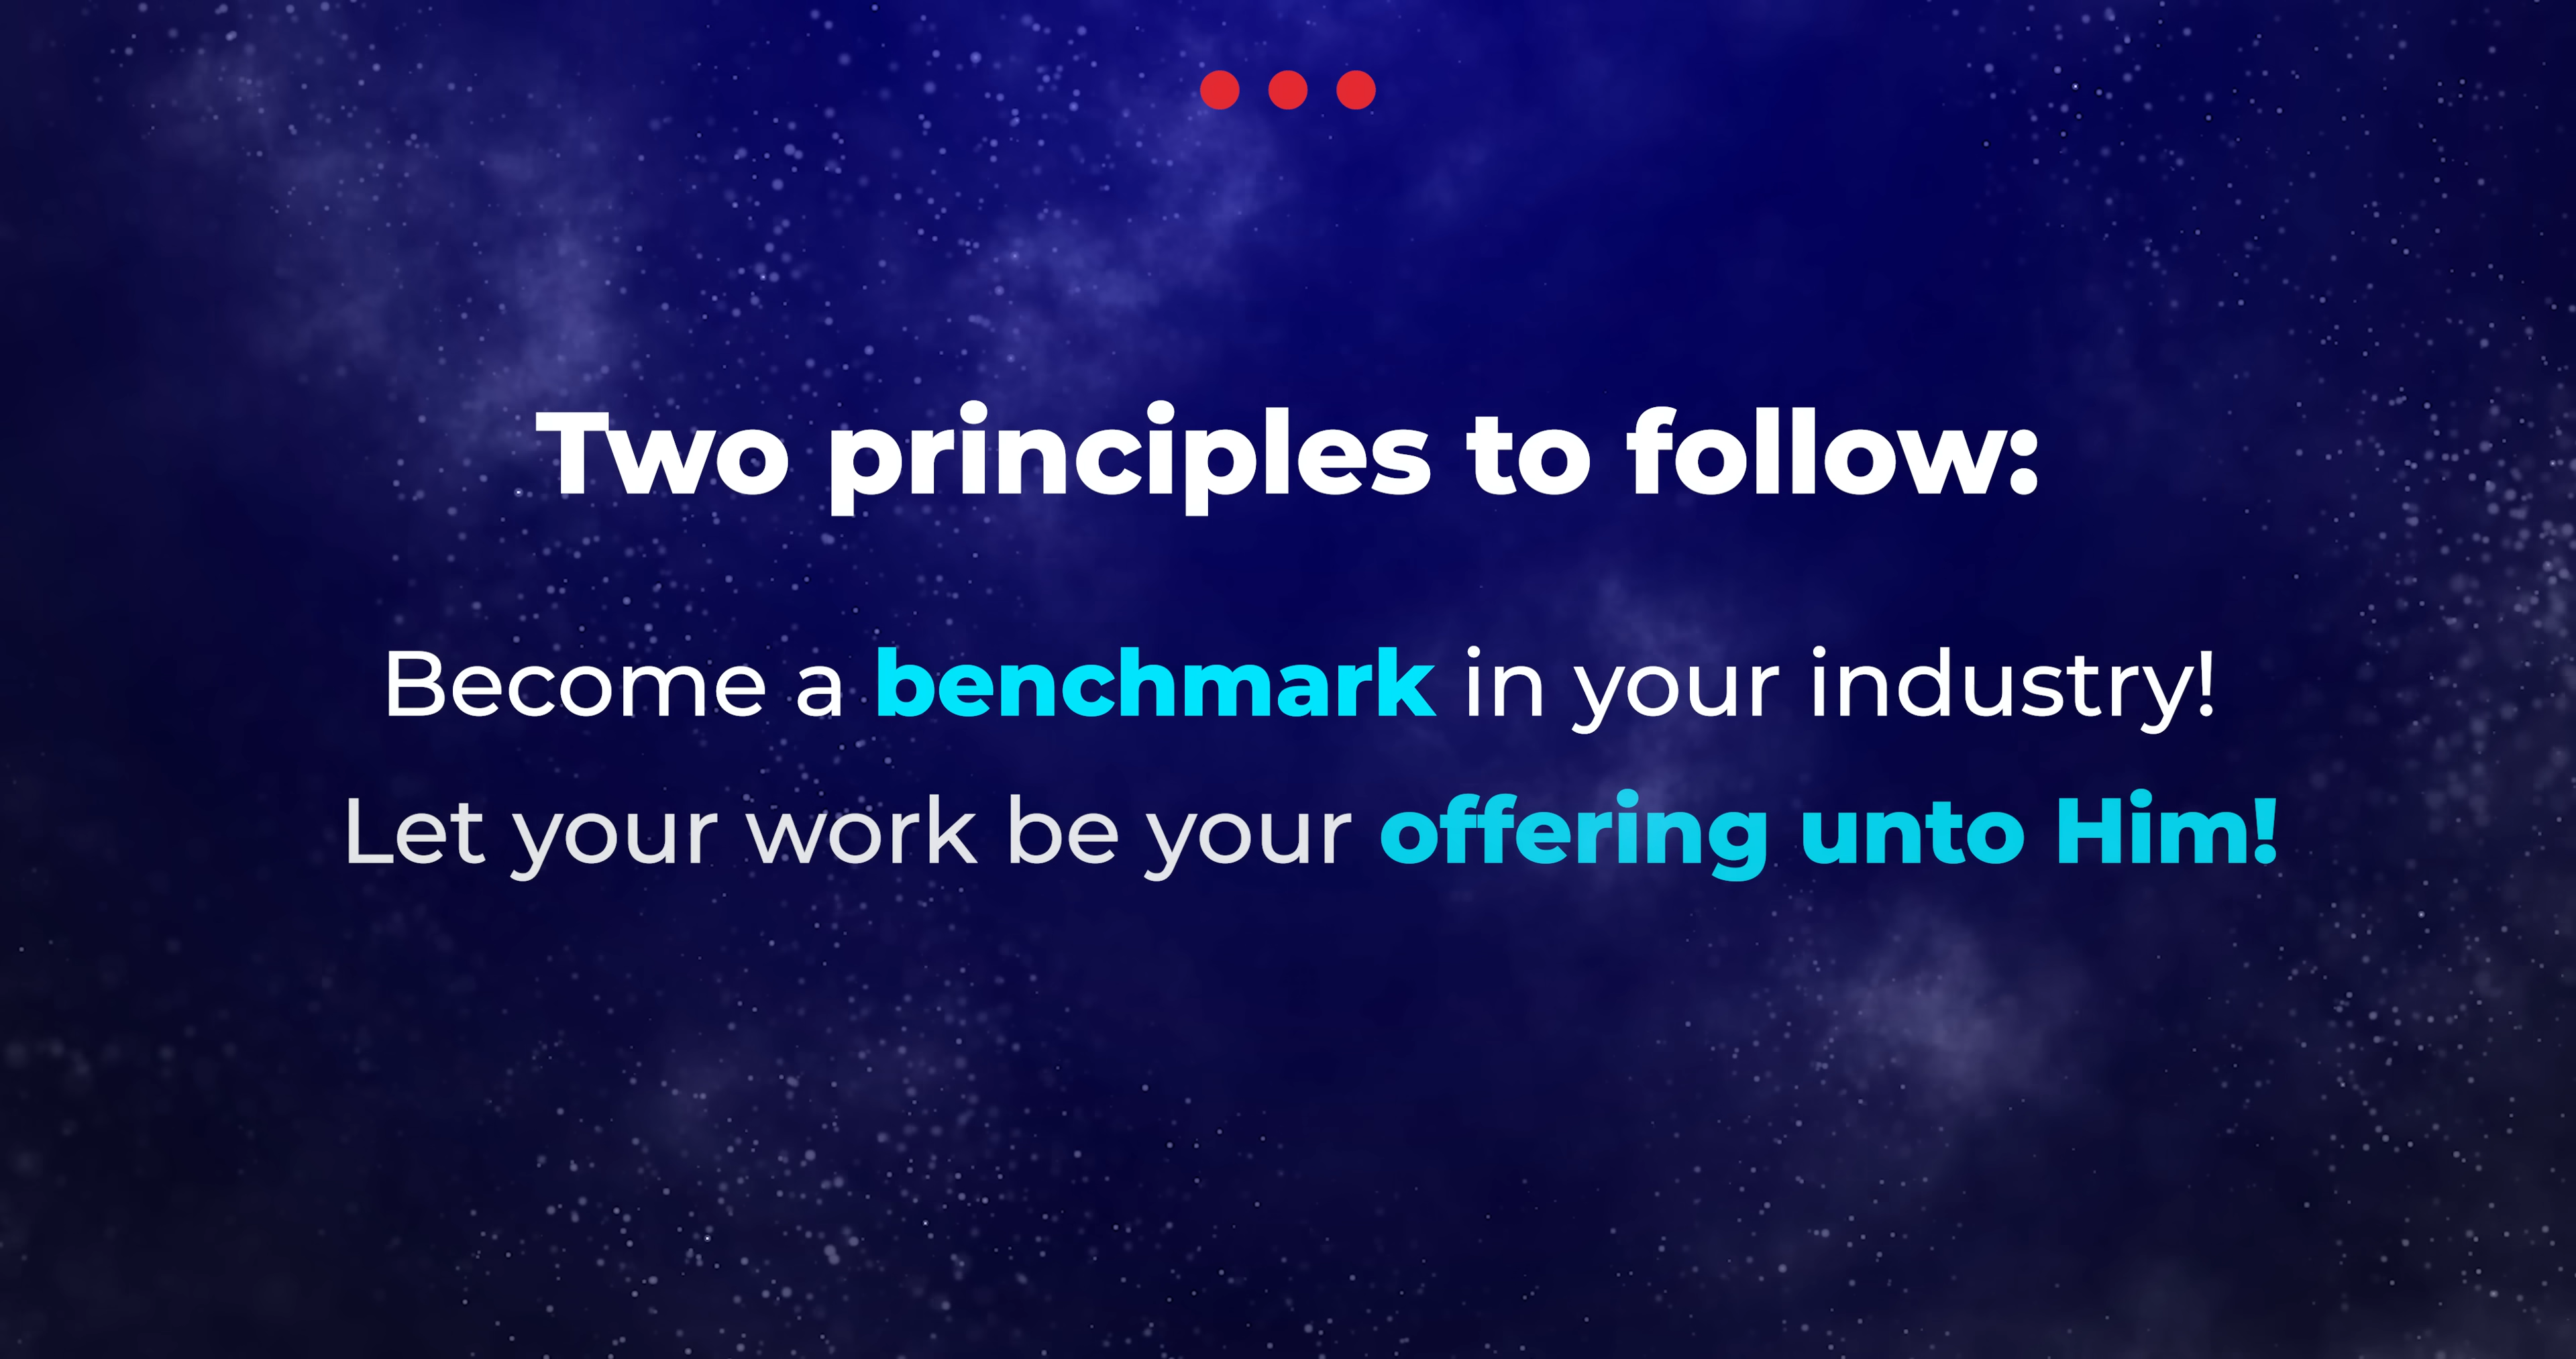 Two principles to follow:
Become a benchmark in your industry!
Let your work be your offering unto Him!